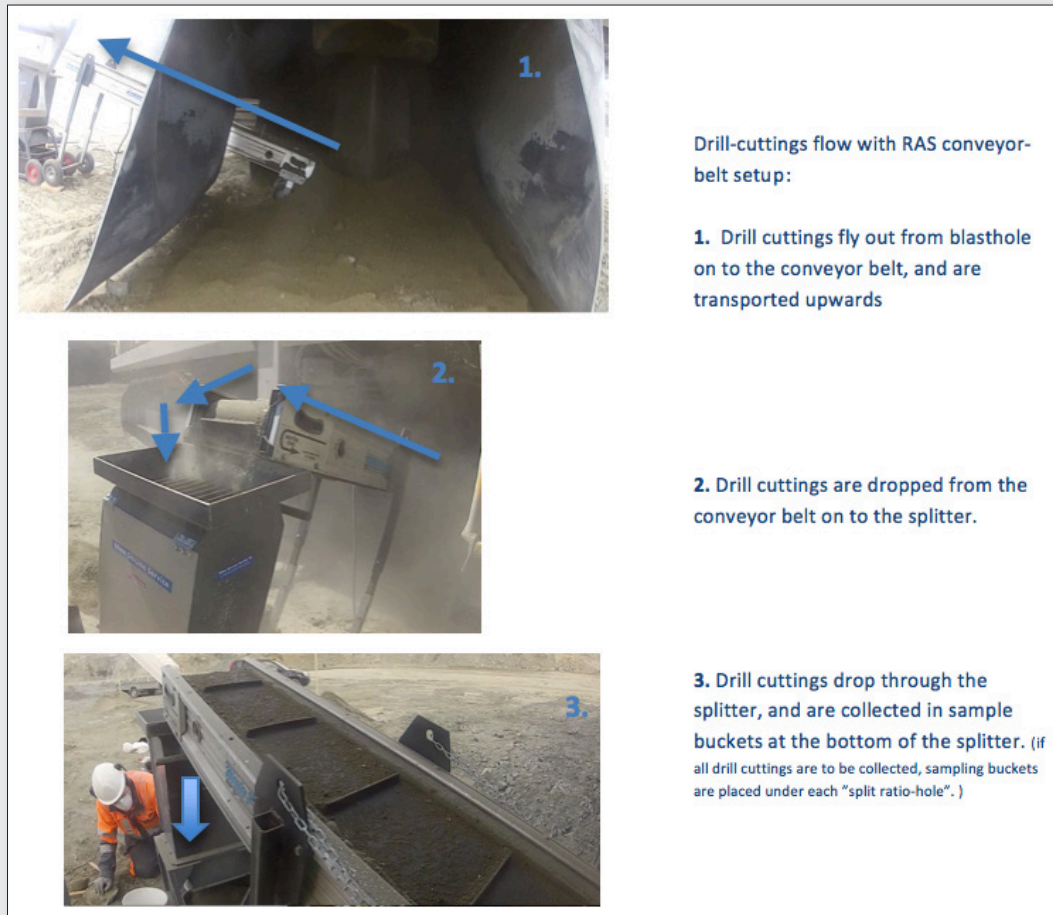 1.
Drill-cuttings flow with RAS conveyor-
belt setup:
1. Drill cuttings fly out from blasthole
on to the conveyor belt, and are
transported upwards
2.
2. Drill cuttings are dropped from the
conveyor belt on to the splitter.
3.
3. Drill cuttings drop through the
splitter, and are collected in sample
buckets at the bottom of the splitter. (if
all drill cuttings are to be collected, sampling buckets
are placed under each "split ratio-hole". )